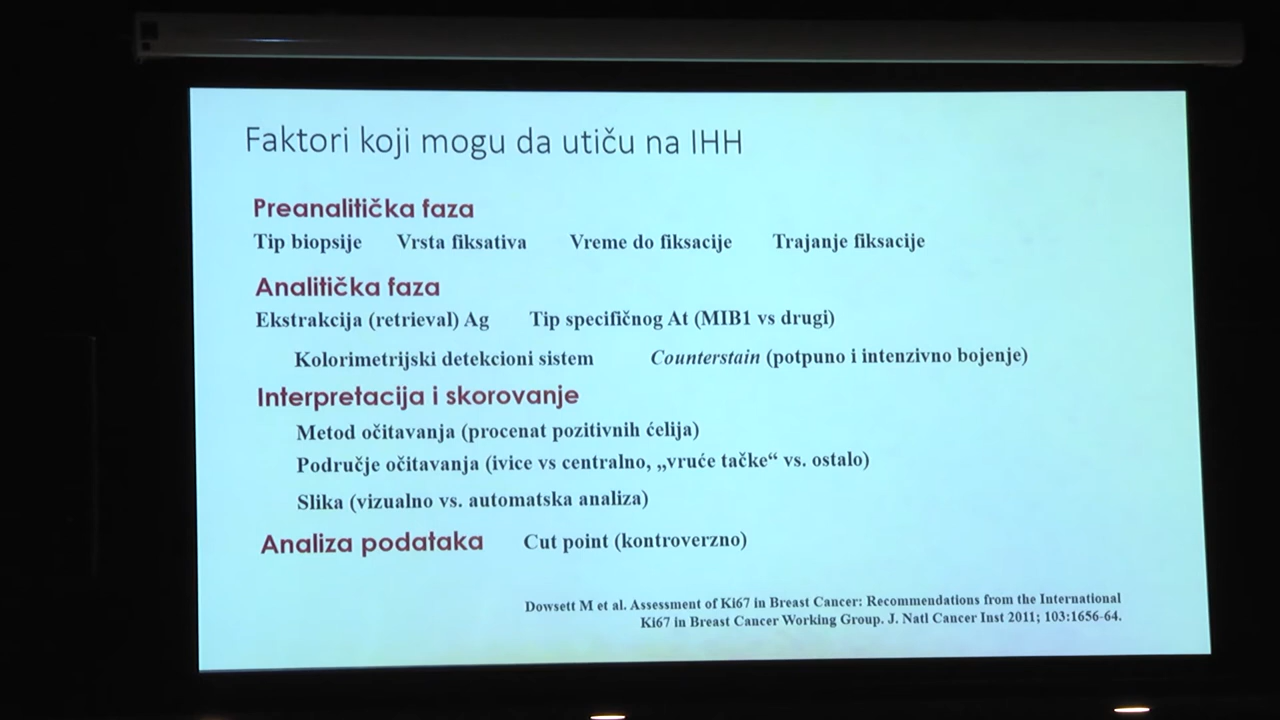 Faktori koji mogu da utiču na IHH
Preanalitička faza
Tip biopsije Vrsta fiksativa Vreme do fiksacije Trajanje fiksacije
Analitička faza
Ekstrakcija (retrieval) Ag Tip specifičnog At (MIB1 vs drugi)
Kolorimetrijski detekcioni sistem Counterstain (potpuno i intenzivno bojenje)
Interpretacija i skorovanje
Metod očitavanja (procenat pozitivnih ćelija)
Područje očitavanja (ivice vs centralno, „vruće tačke“ vs. ostalo)
Slika (vizualno vs. automatska analiza)
Analiza podataka Cut point (kontroverzno)
Dowsett M et al. Assessment of Ki67 in Breast Cancer: Recommendations from the International
Ki67 in Breast Cancer Working Group. J. Natl Cancer Inst 2011; 103:1656-64.